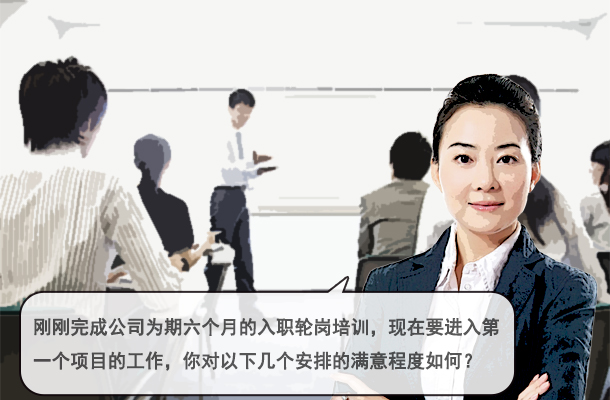 刚刚完成公司为期六个月的入职轮岗培训，现在要进入第
一个项目的工作，你对以下几个安排的满意程度如何？